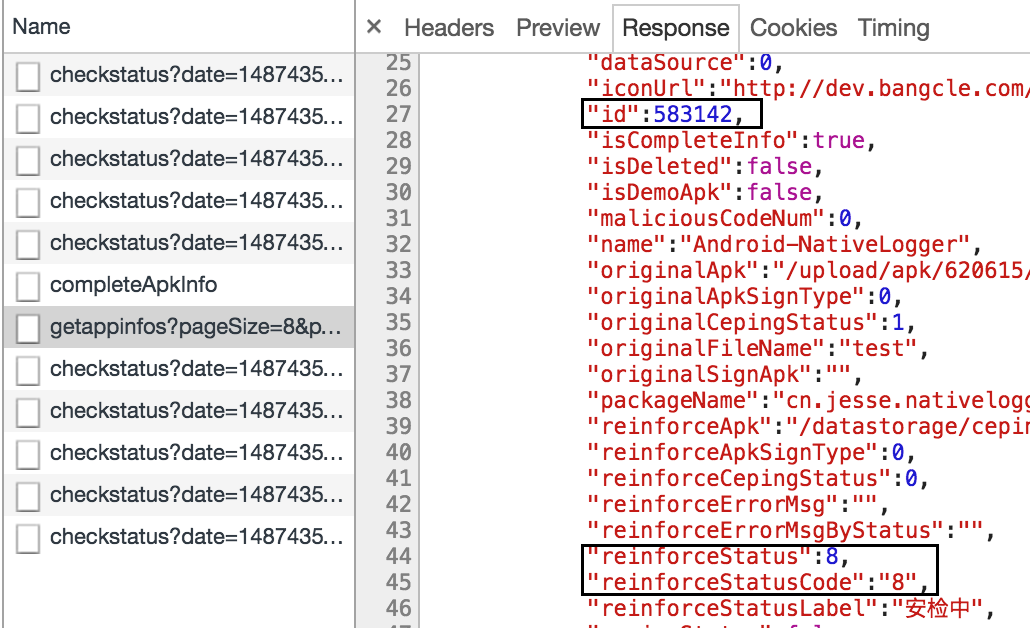 Name
checkstatus?date=1487435...
checkstatus?date=1487435...
checkstatus?date=1487435...
checkstatus?date=1487435...
checkstatus?date=1487435...
completeApkInfo
getappinfos?pageSize=8&p...
checkstatus?date=1487435...
checkstatus?date=1487435...
checkstatus?date=1487435...
checkstatus?date=1487435...
checkstatus?date=1487435...
× Headers Preview Response Cookies Timing
25 "dataSource":0,
26 "iconUrl":"http://dev.bangcle.com/
27 "id":583142,
28 "isCompleteInfo":true,
29 "isDeleted":false,
30 "isDemoApk":false,
31 "maliciousCodeNum":0,
32 "name":"Android-NativeLogger",
33 "originalApk":"/upload/apk/620615/
34 "originalApkSignType":0,
35 "originalCepingStatus":1,
36 "originalFileName":"test",
37 "originalSignApk":"",
38 "packageName":"cn.jesse.nativelogg
39 "reinforceApk":"/datastorage/cepin
40 "reinforceApkSignType":0,
41 "reinforceCepingStatus":0,
42 "reinforceErrorMsg":"",
43 "reinforceErrorMsgByStatus":"",
44 "reinforceStatus":8,
45 "reinforceStatusCode":"8",
46 "reinforceStatusLabel":"安检中",